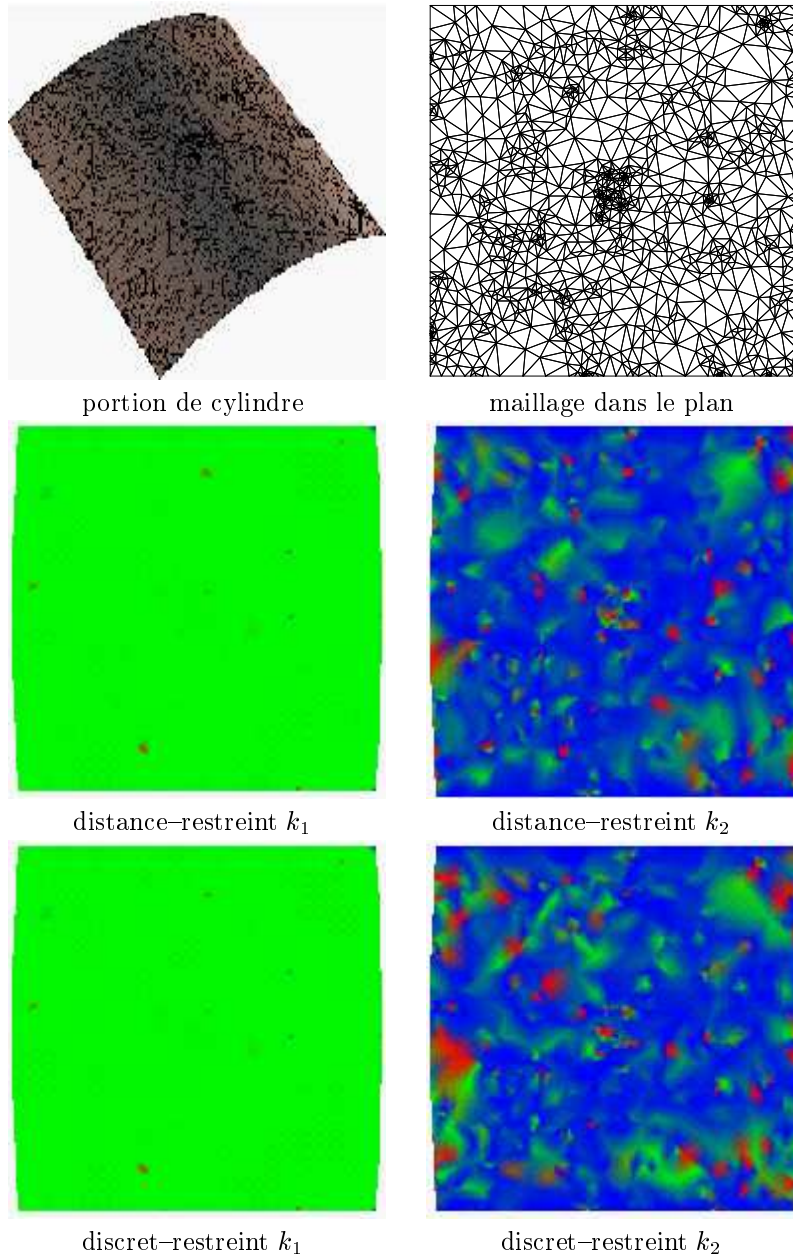 portion de cylindre
maillage dans le plan
distance–restreint k₁
distance–restreint k₂
discret–restreint k₁
discret–restreint k₂